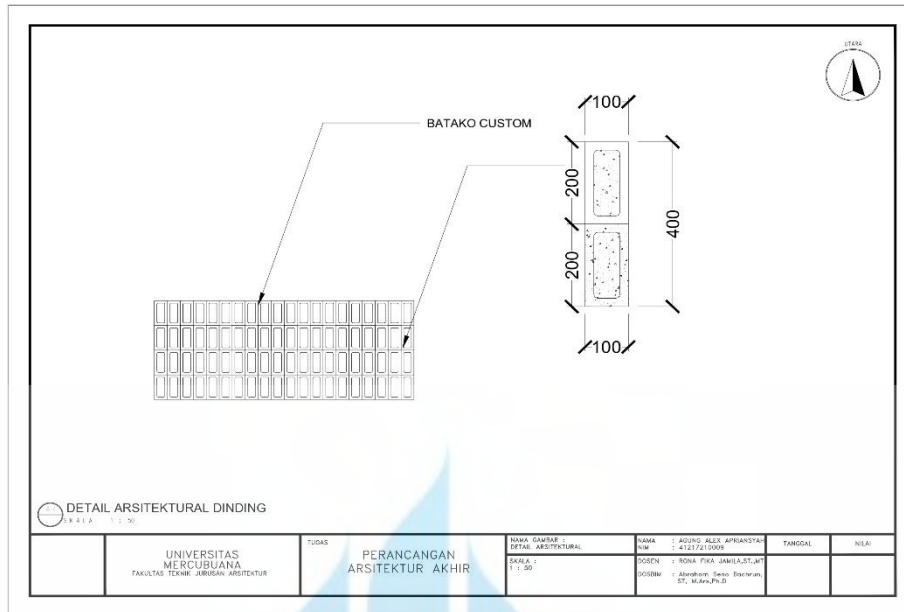 UTARA
100
BATAKO CUSTOM
200
400
200
100
DETAIL ARSITEKTURAL DINDING
SKALA 1 : 50
UNIVERSITAS
MERCUBUANA
FAKULTAS TEKNIK JURUSAN ARSITEKTUR
TUGAS
PERANCANGAN
ARSITEKTUR AKHIR
NAMA GAMBAR :
DETAIL ARSITEKTURAL
SKALA :
1 : 50
NAMA : AGUNG ALEX APRIANSYAH
NIM : 41217210009
DOSEN : RONA FIKA JAMILA,ST.,MT
DOSBIM : Abraham Seno Bachrun,
ST, M.Ars,Ph.D
TANGGAL
NILAI